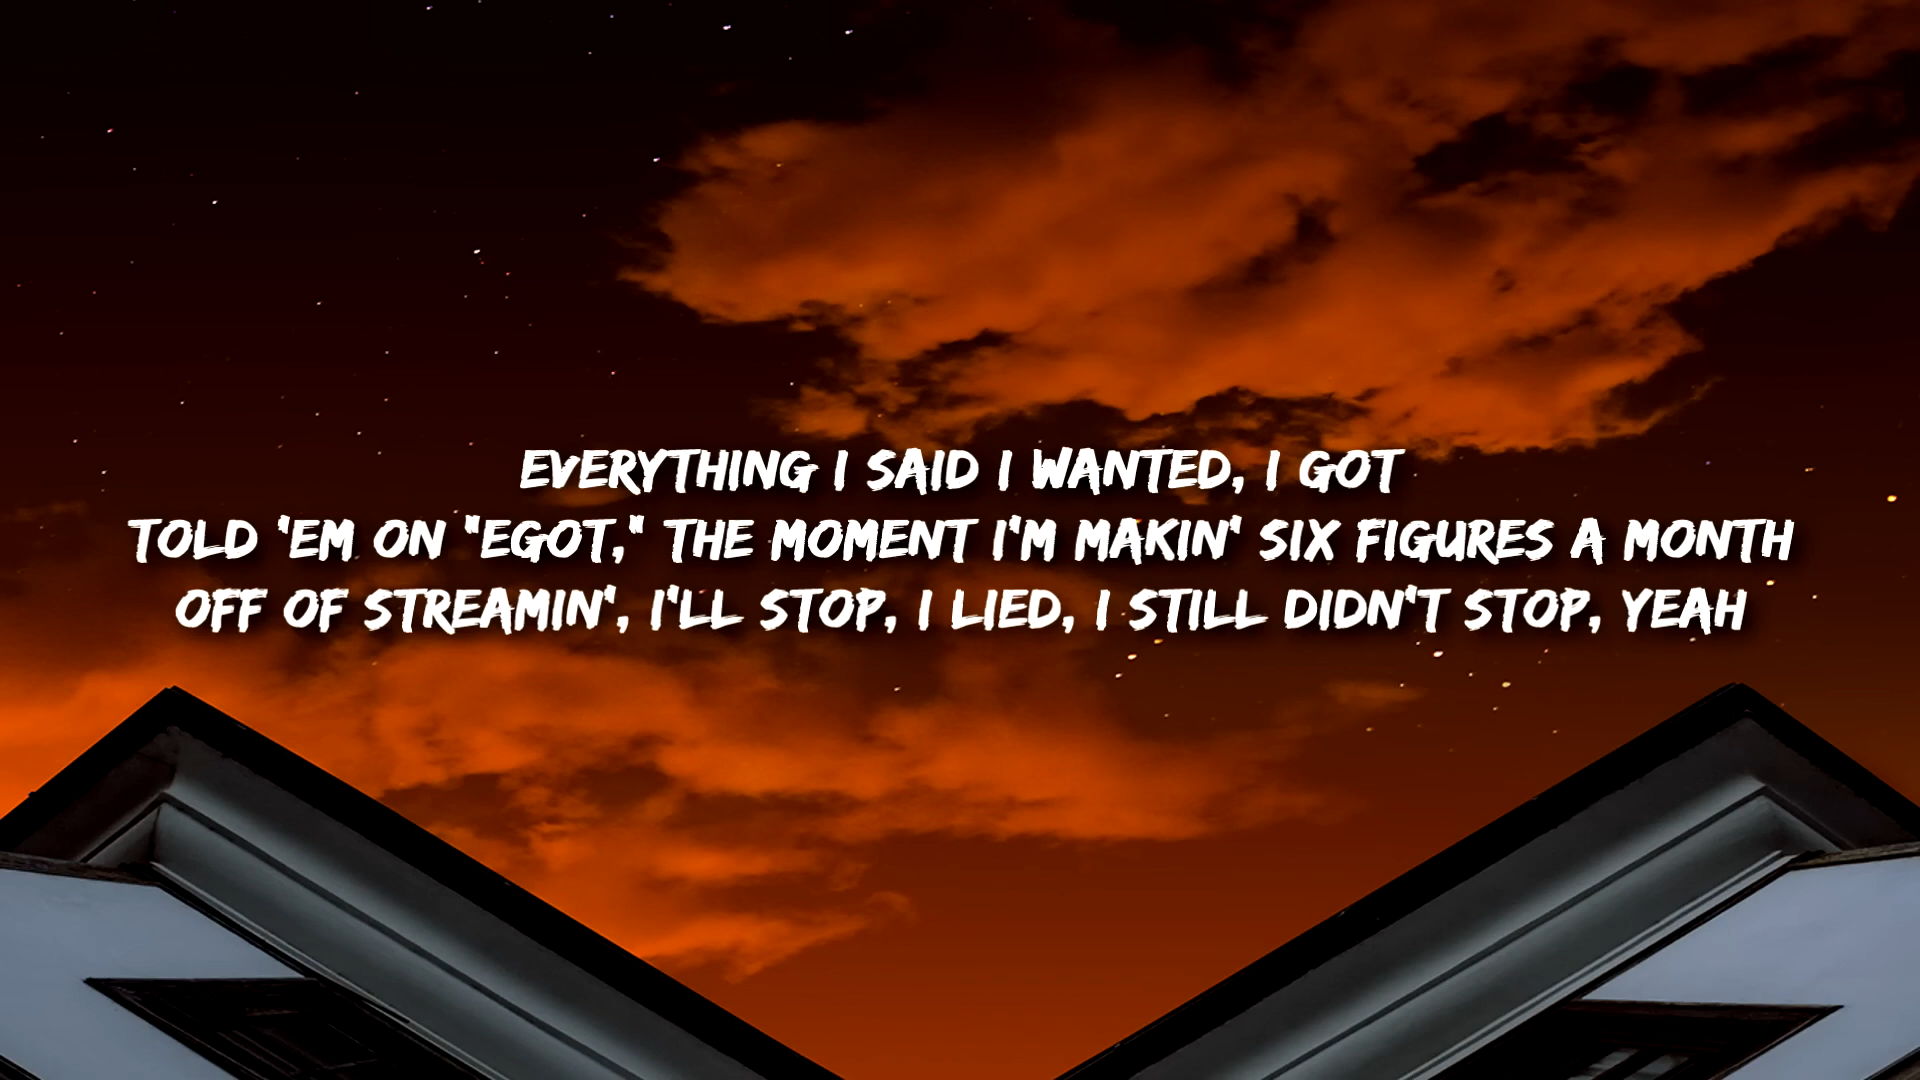 EVERYTHING I SAID I WANTED, I GOT
TOLD 'EM ON "EGOT," THE MOMENT I'M MAKIN' SIX FIGURES A MONTH
OFF OF STREAMIN', I'LL STOP, I LIED, I STILL DIDN'T STOP, YEAH